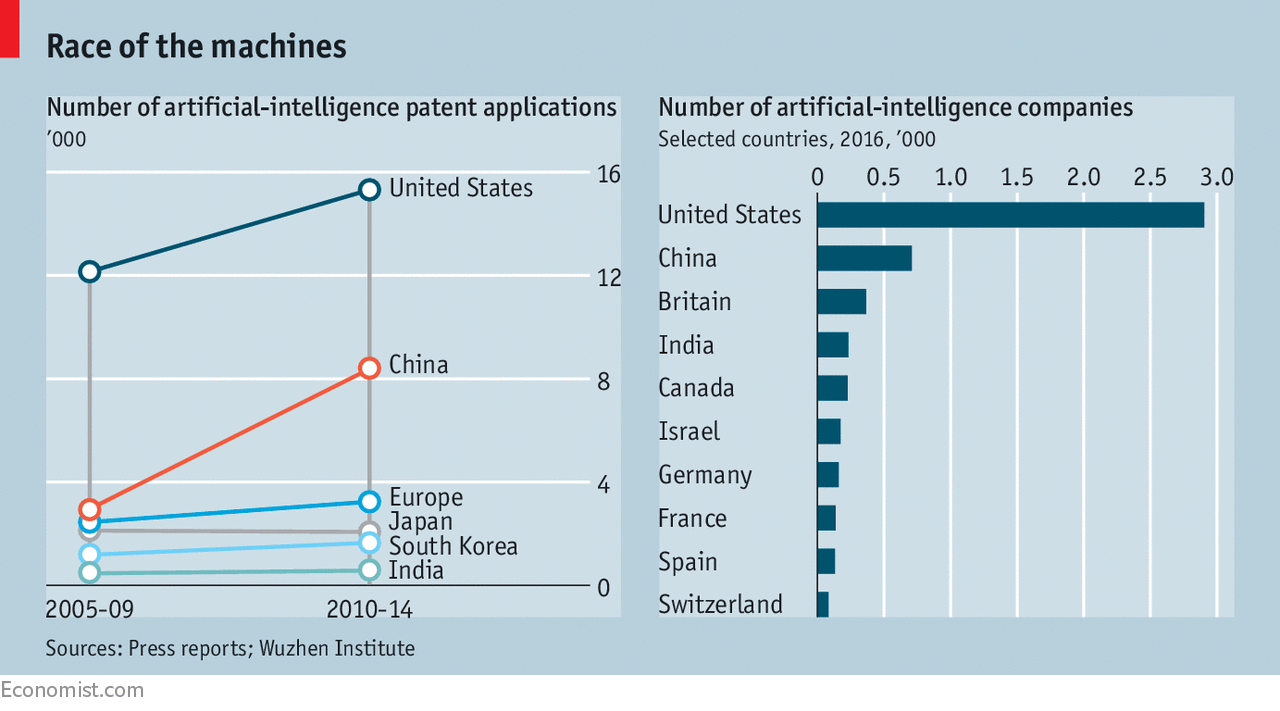 Race of the machines
Number of artificial-intelligence patent applications
’000
16
United States
12
China
8
4
Europe
Japan
South Korea
India
0
2005-09
2010-14
Number of artificial-intelligence companies
Selected countries, 2016, ’000
0 0.5 1.0 1.5 2.0 2.5 3.0
United States
China
Britain
India
Canada
Israel
Germany
France
Spain
Switzerland
Sources: Press reports; Wuzhen Institute
Economist.com